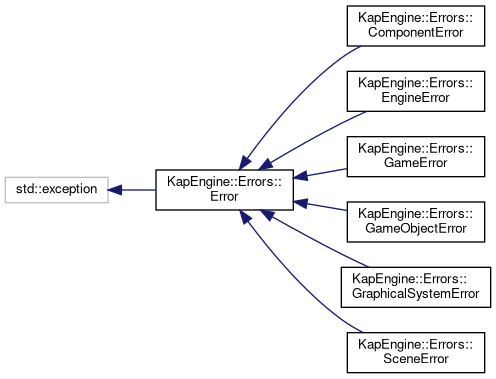 std::exception
KapEngine::Errors::
Error
KapEngine::Errors::
ComponentError
KapEngine::Errors::
EngineError
KapEngine::Errors::
GameError
KapEngine::Errors::
GameObjectError
KapEngine::Errors::
GraphicalSystemError
KapEngine::Errors::
SceneError